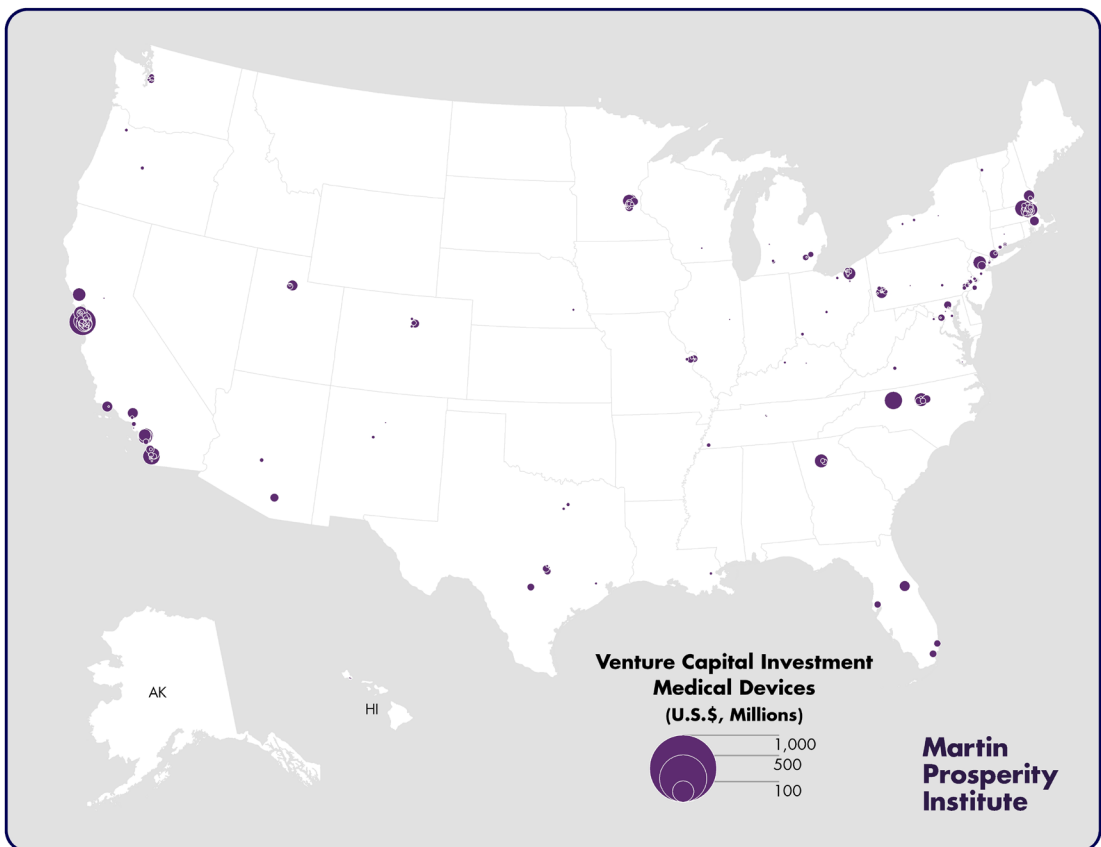 AK
HI
Venture Capital Investment
Medical Devices
(U.S.$, Millions)
1,000
500
100
Martin
Prosperity
Institute